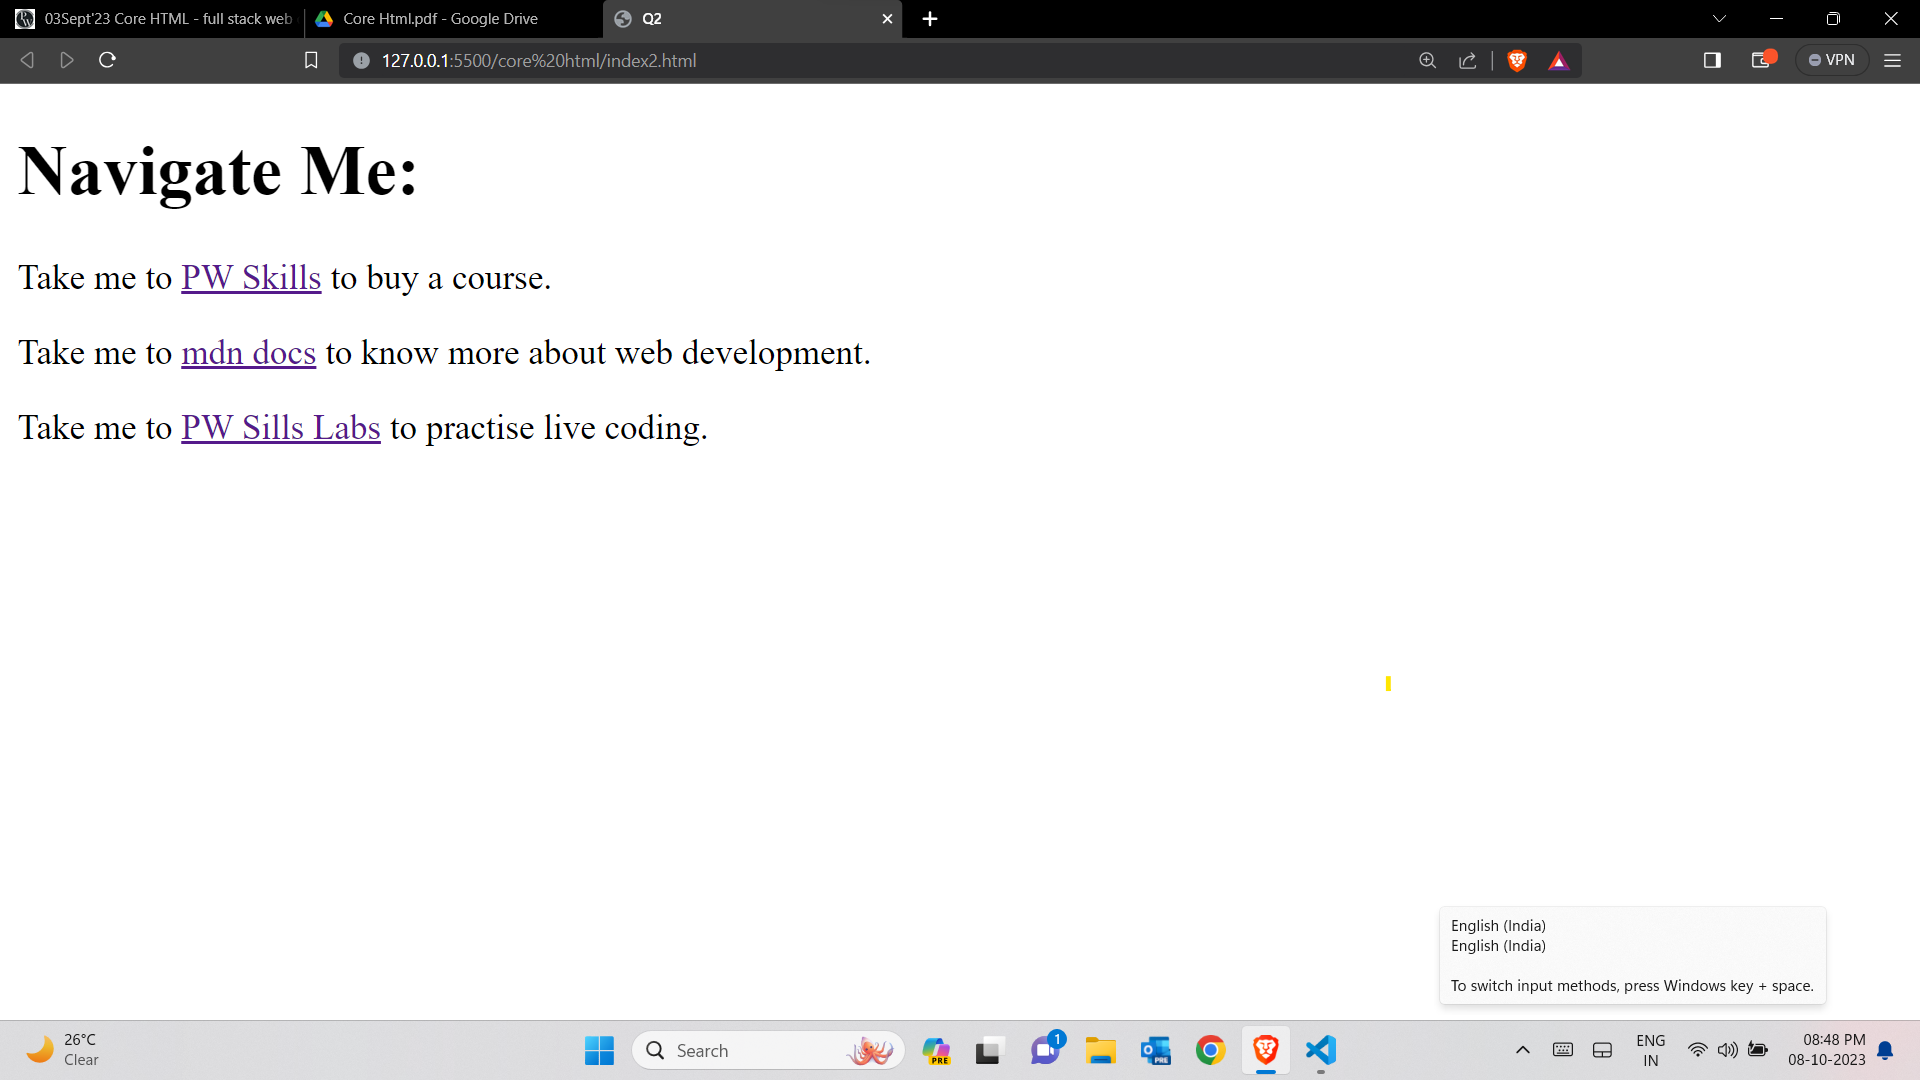 03Sept'23 Core HTML - full stack web
Core Html.pdf - Google Drive
Q2
127.0.0.1:5500/core%20html/index2.html
VPN
Navigate Me:
Take me to PW Skills to buy a course.
Take me to mdn docs to know more about web development.
Take me to PW Sills Labs to practise live coding.
English (India)
English (India)
To switch input methods, press Windows key + space.
26°C
Clear
Search
PRE
1
PRE
ENG
IN
08:48 PM
08-10-2023